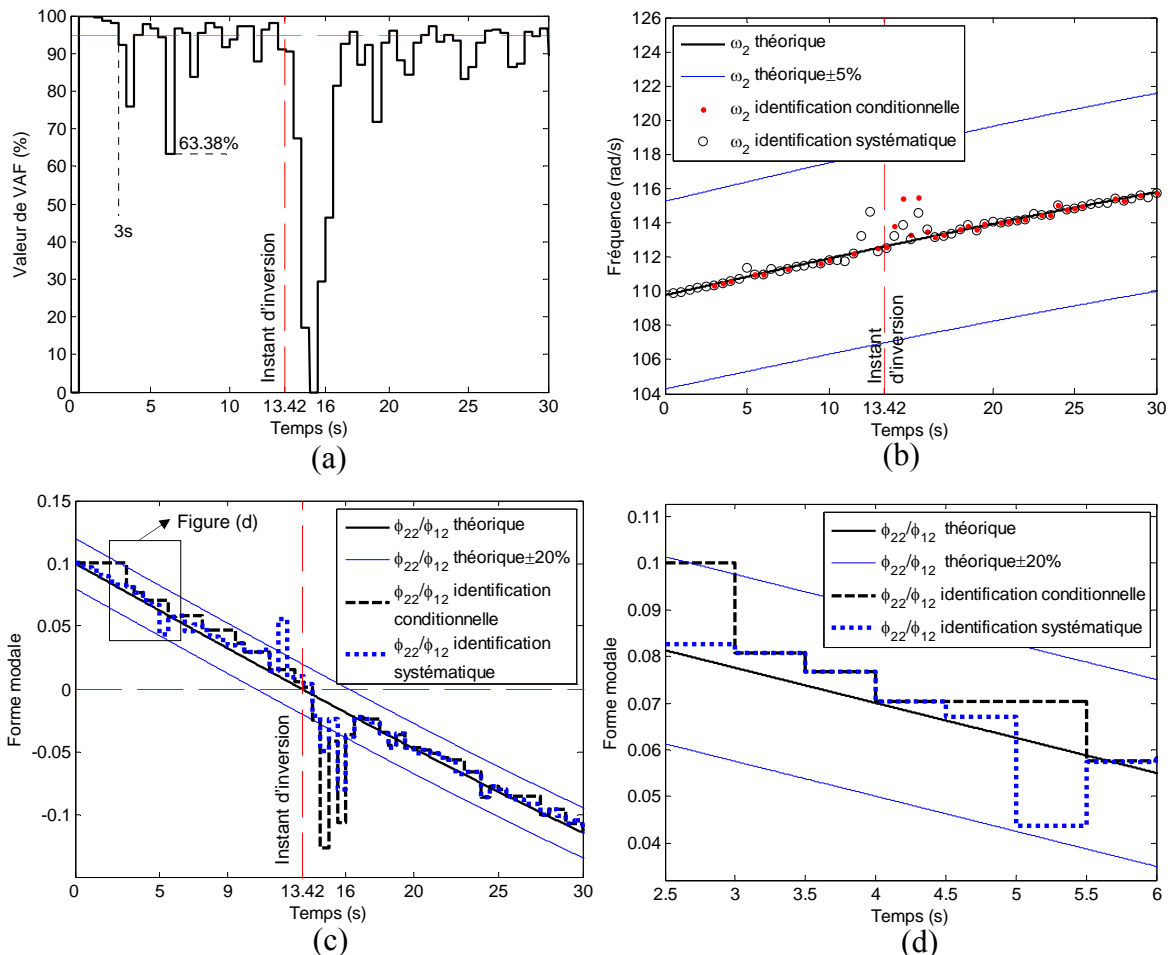 100
90
80
70
60
50
40
30
20
10
0
Valeur de VAF (%)
63.38%
3s
Instant d'inversion
0
5
10
13.42
16
20
25
30
Temps (s)
(a)
126
124
122
120
118
116
114
112
110
108
106
104
Fréquence (rad/s)
ω2 théorique
ω2 théorique±5%
ω2 identification conditionnelle
ω2 identification systématique
Instant
d'inversion
0
5
10
13.42
20
25
30
Temps (s)
(b)
0.15
0.1
0.05
0
-0.05
-0.1
Forme modale
Figure (d)
ϕ22/ϕ12 théorique
ϕ22/ϕ12 théorique±20%
ϕ22/ϕ12 identification
conditionnelle
ϕ22/ϕ12 identification
systématique
Instant d'inversion
0
5
9
13.42
16
20
25
30
Temps (s)
(c)
0.1
0.1
0.09
0.08
0.07
0.06
0.05
0.04
Forme modale
ϕ22/ϕ12 théorique
ϕ22/ϕ12 théorique±20%
ϕ22/ϕ12 identification conditionnelle
ϕ22/ϕ12 identification systématique
2.5
3
3.5
4
4.5
5
5.5
6
Temps (s)
(d)